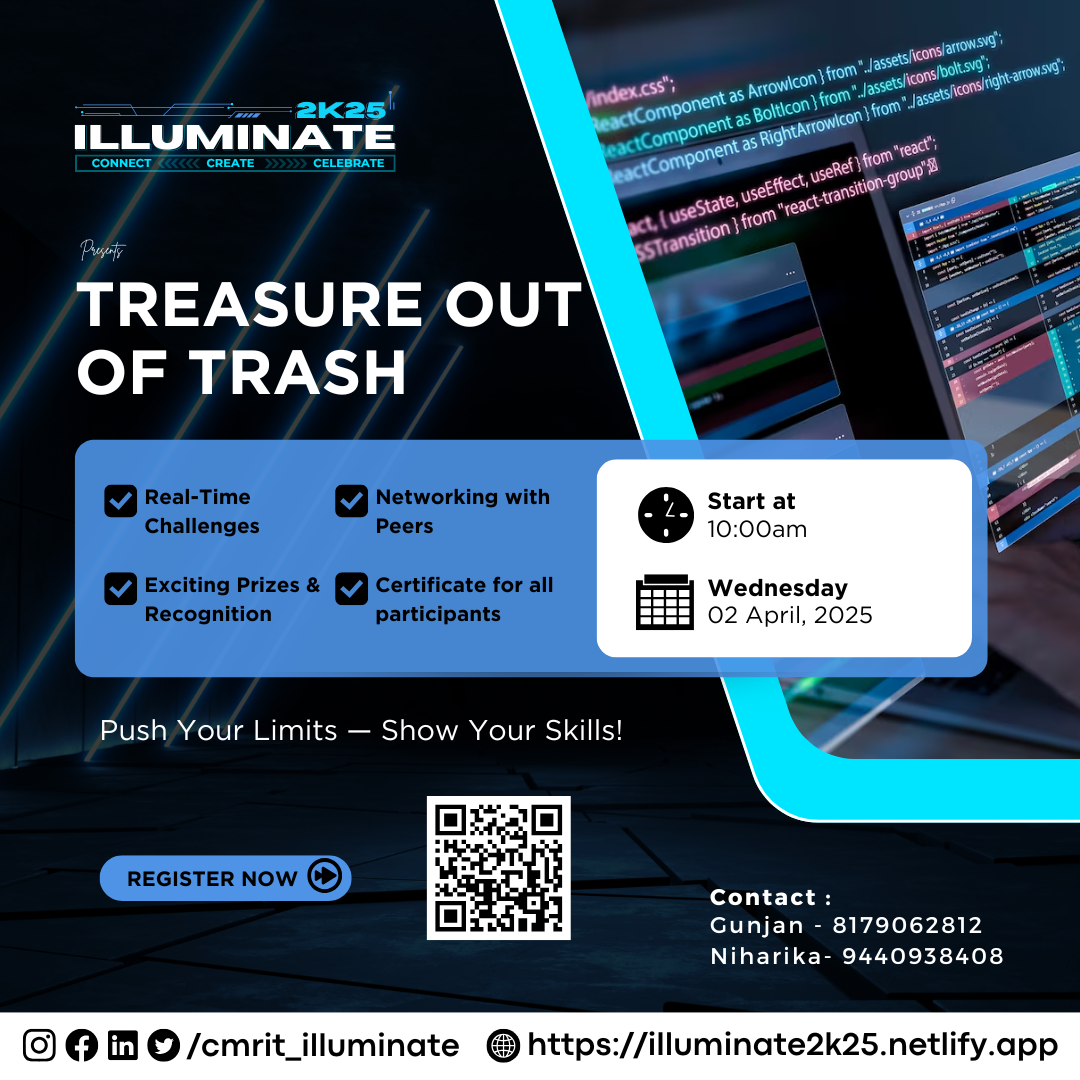 2K25
ILLUMINATE
CONNECT <<<<< CREATE >>>>> CELEBRATE
Presents
TREASURE OUT
OF TRASH
Real-Time
Challenges
Networking with
Peers
Exciting Prizes &
Recognition
Certificate for all
participants
Start at
10:00am
Wednesday
02 April, 2025
Push Your Limits — Show Your Skills!
REGISTER NOW
Contact :
Gunjan - 8179062812
Niharika- 9440938408
/cmrit_illuminate
https://illuminate2k25.netlify.app
/index.css";
ReactComponent as ArrowIcon } from "../assets/icons/arrow.svg";
ReactComponent as BoltIcon } from "../assets/icons/bolt.svg";
ReactComponent as RightArrowIcon } from "../assets/icons/right-arrow.svg";
act, { useState, useEffect, useRef } from "react";
SSTransition } from "react-transition-group";